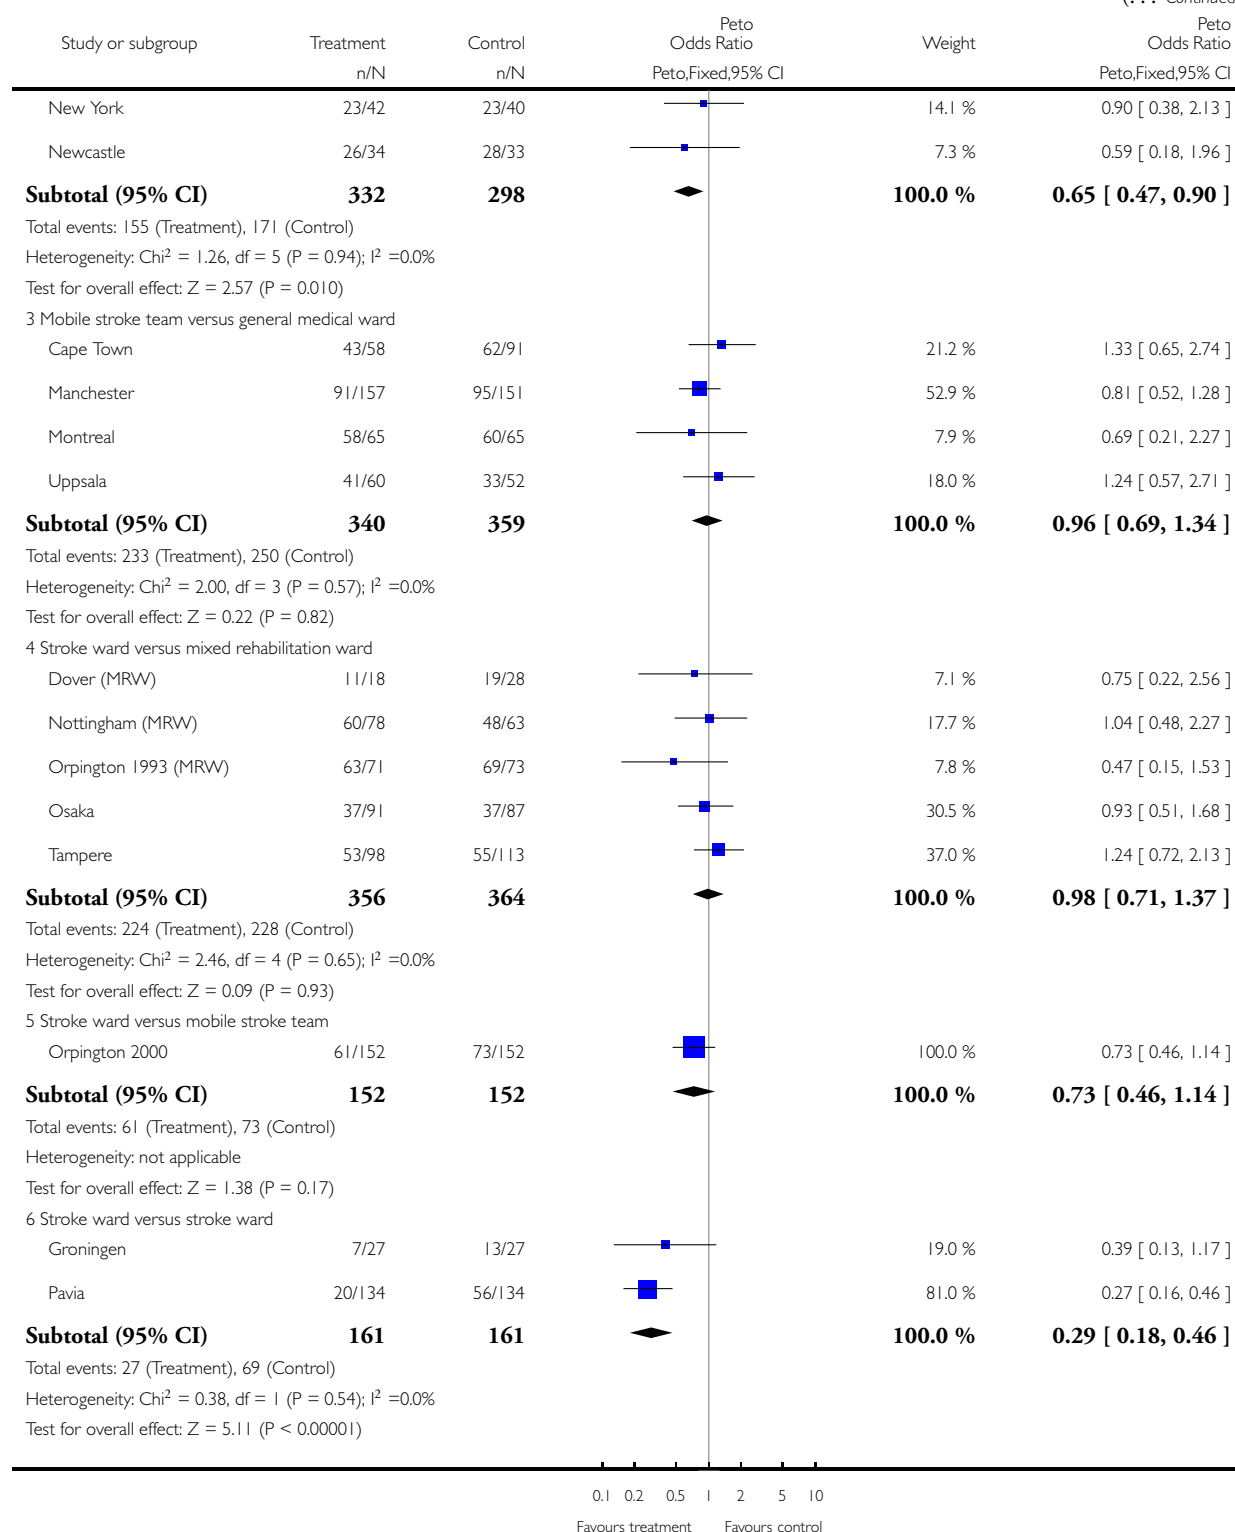 (. . . Continued
Peto Peto
Study or subgroup Treatment Control Odds Ratio Weight Odds Ratio
n/N n/N Peto,Fixed,95% CI Peto,Fixed,95% CI
New York 23/42 23/40 14.1 % 0.90 [ 0.38, 2.13 ]
Newcastle 26/34 28/33 7.3 % 0.59 [ 0.18, 1.96 ]
Subtotal (95% CI) 332 298 100.0 % 0.65 [ 0.47, 0.90 ]
Total events: 155 (Treatment), 171 (Control)
Heterogeneity: Chi² = 1.26, df = 5 (P = 0.94); I² =0.0%
Test for overall effect: Z = 2.57 (P = 0.010)
3 Mobile stroke team versus general medical ward
Cape Town 43/58 62/91 21.2 % 1.33 [ 0.65, 2.74 ]
Manchester 91/157 95/151 52.9 % 0.81 [ 0.52, 1.28 ]
Montreal 58/65 60/65 7.9 % 0.69 [ 0.21, 2.27 ]
Uppsala 41/60 33/52 18.0 % 1.24 [ 0.57, 2.71 ]
Subtotal (95% CI) 340 359 100.0 % 0.96 [ 0.69, 1.34 ]
Total events: 233 (Treatment), 250 (Control)
Heterogeneity: Chi² = 2.00, df = 3 (P = 0.57); I² =0.0%
Test for overall effect: Z = 0.22 (P = 0.82)
4 Stroke ward versus mixed rehabilitation ward
Dover (MRW) 11/18 19/28 7.1 % 0.75 [ 0.22, 2.56 ]
Nottingham (MRW) 60/78 48/63 17.7 % 1.04 [ 0.48, 2.27 ]
Orpington 1993 (MRW) 63/71 69/73 7.8 % 0.47 [ 0.15, 1.53 ]
Osaka 37/91 37/87 30.5 % 0.93 [ 0.51, 1.68 ]
Tampere 53/98 55/113 37.0 % 1.24 [ 0.72, 2.13 ]
Subtotal (95% CI) 356 364 100.0 % 0.98 [ 0.71, 1.37 ]
Total events: 224 (Treatment), 228 (Control)
Heterogeneity: Chi² = 2.46, df = 4 (P = 0.65); I² =0.0%
Test for overall effect: Z = 0.09 (P = 0.93)
5 Stroke ward versus mobile stroke team
Orpington 2000 61/152 73/152 100.0 % 0.73 [ 0.46, 1.14 ]
Subtotal (95% CI) 152 152 100.0 % 0.73 [ 0.46, 1.14 ]
Total events: 61 (Treatment), 73 (Control)
Heterogeneity: not applicable
Test for overall effect: Z = 1.38 (P = 0.17)
6 Stroke ward versus stroke ward
Groningen 7/27 13/27 19.0 % 0.39 [ 0.13, 1.17 ]
Pavia 20/134 56/134 81.0 % 0.27 [ 0.16, 0.46 ]
Subtotal (95% CI) 161 161 100.0 % 0.29 [ 0.18, 0.46 ]
Total events: 27 (Treatment), 69 (Control)
Heterogeneity: Chi² = 0.38, df = 1 (P = 0.54); I² =0.0%
Test for overall effect: Z = 5.11 (P < 0.00001)
0.1 0.2 0.5 1 2 5 10
Favours treatment Favours control